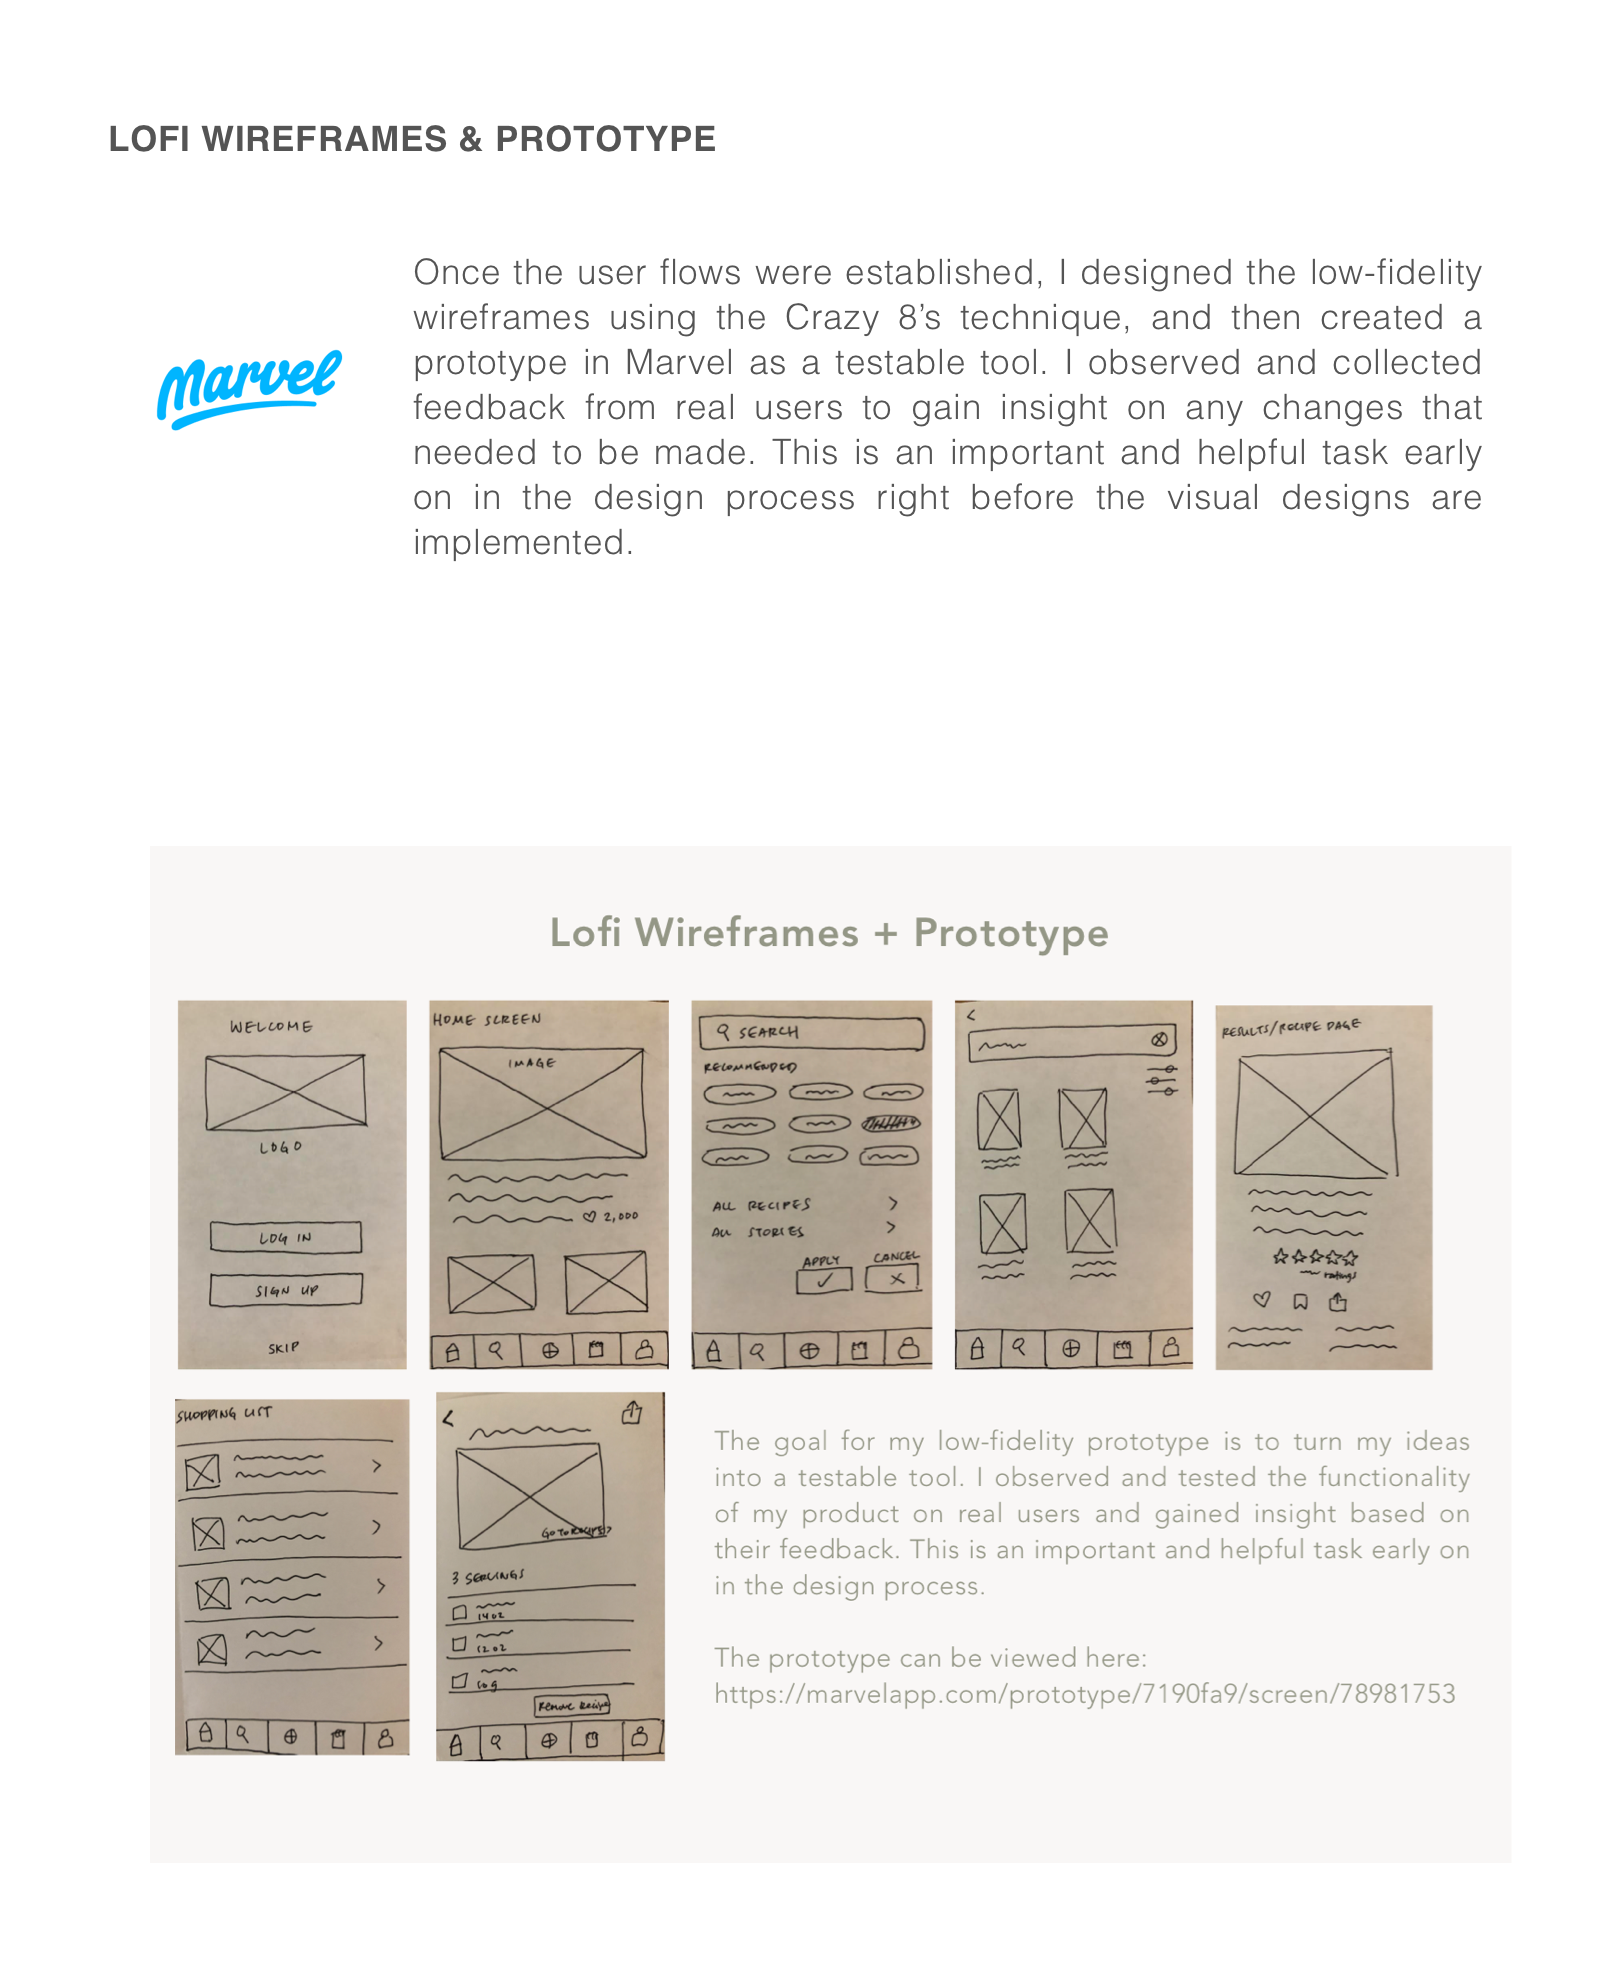 LOFI WIREFRAMES & PROTOTYPE
Marvel
Once the user flows were established, I designed the low-fidelity
wireframes using the Crazy 8’s technique, and then created a
prototype in Marvel as a testable tool. I observed and collected
feedback from real users to gain insight on any changes that
needed to be made. This is an important and helpful task early
on in the design process right before the visual designs are
implemented.
Lofi Wireframes + Prototype
WELCOME
LOGO
LOG IN
SIGN UP
SKIP
HOME SCREEN
IMAGE
2,000
SEARCH
RECOMMENDED
ALL RECIPES
ALL STORIES
APPLY
CANCEL
RESULTS/RECIPE PAGE
ratings
SHOPPING LIST
GO TO RECIPE
3 SERVINGS
14oz
12oz
10g
Remove Recipe
The goal for my low-fidelity prototype is to turn my ideas
into a testable tool. I observed and tested the functionality
of my product on real users and gained insight based on
their feedback. This is an important and helpful task early on
in the design process.
The prototype can be viewed here:
https://marvelapp.com/prototype/7190fa9/screen/78981753